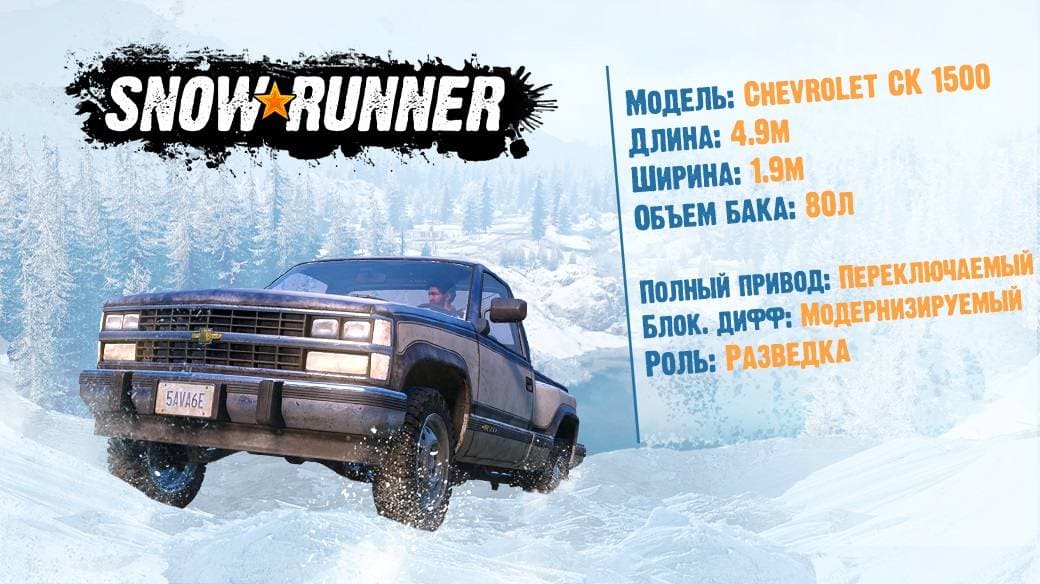 SNOWRUNNER
МОДЕЛЬ: CHEVROLET CK 1500
ДЛИНА: 4.9М
ШИРИНА: 1.9М
ОБЪЕМ БАКА: 80Л
ПОЛНЫЙ ПРИВОД: ПЕРЕКЛЮЧАЕМЫЙ
БЛОК. ДИФФ: МОДЕРНИЗИРУЕМЫЙ
РОЛЬ: РАЗВЕДКА
5AVA6E